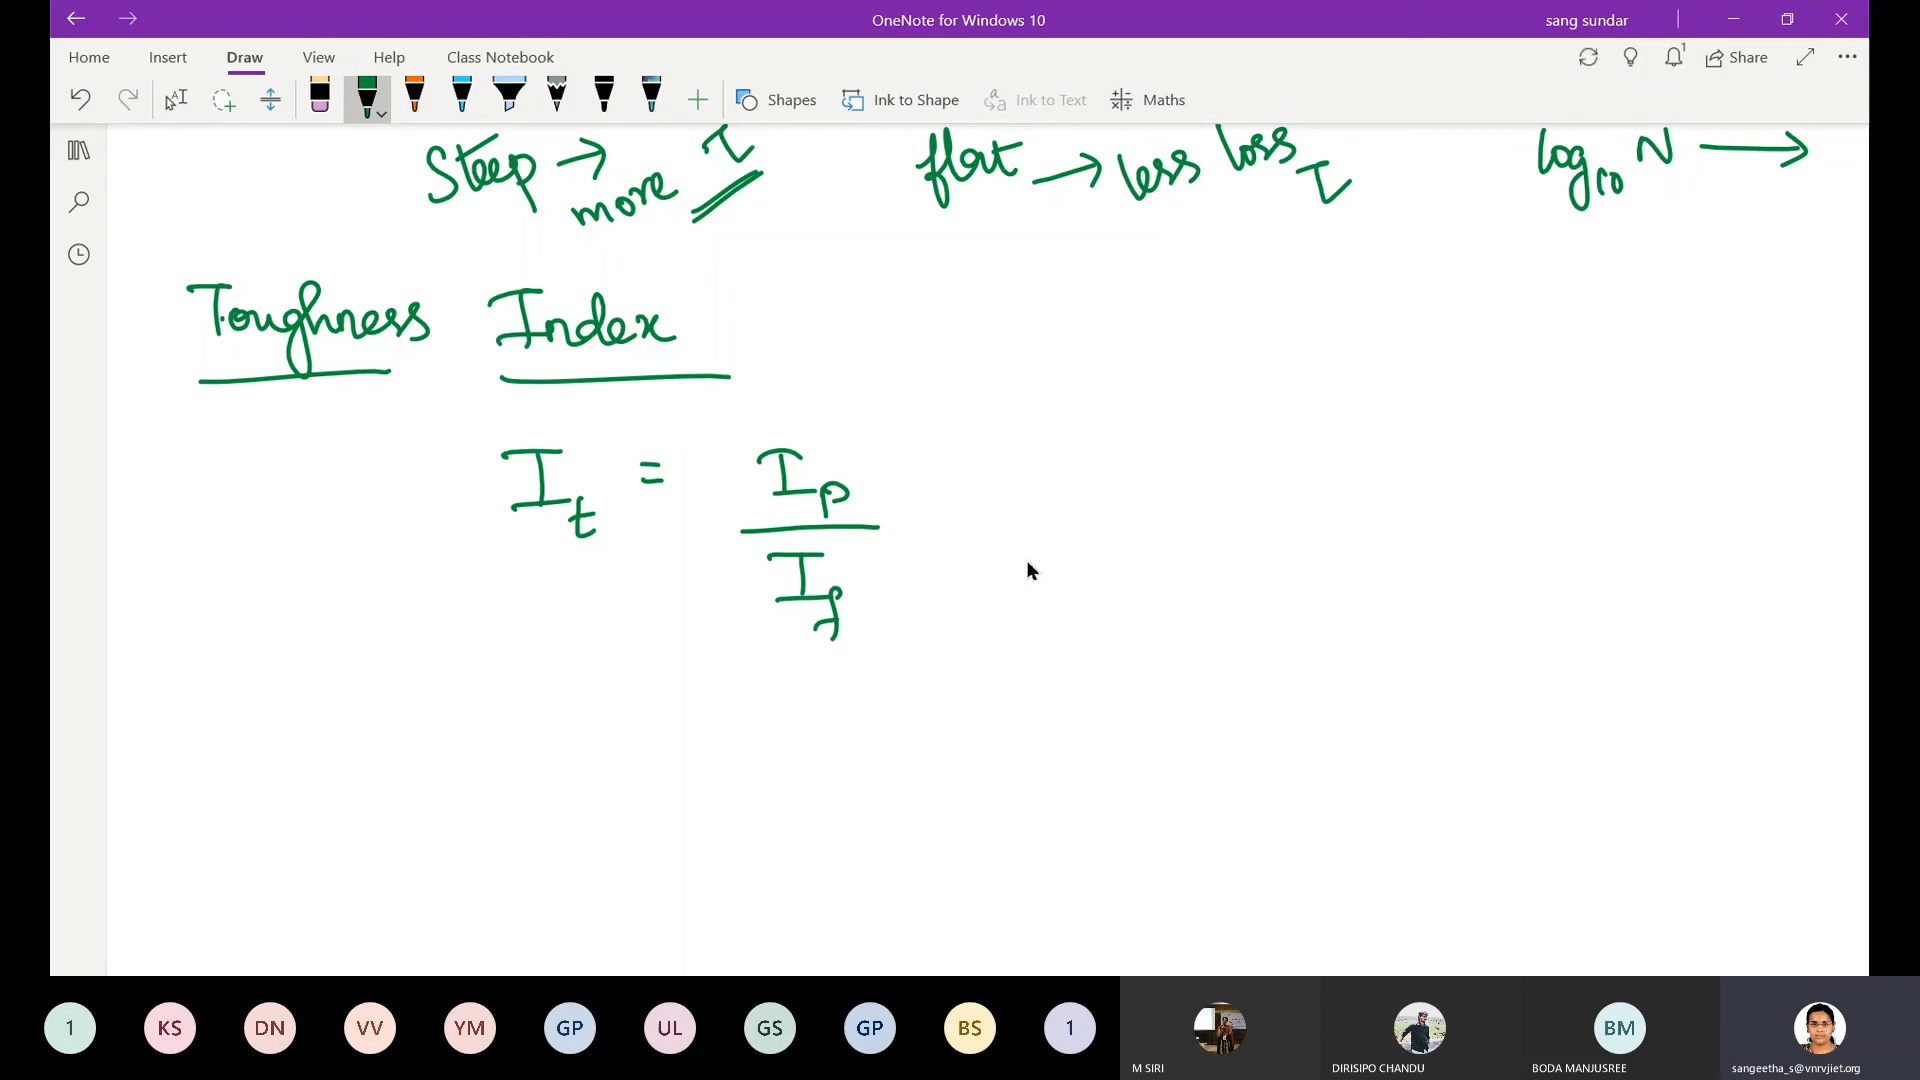 OneNote for Windows 10
sang sundar
Home Insert Draw View Help Class Notebook
1
Share
Shapes Ink to Shape Ink to Text Maths
Steep → more τ
flat → less loss τ
log10 N →
Toughness Index
It = Ip / If
1 KS DN VV YM GP UL GS GP BS 1 BM
M SIRI DIRISIPO CHANDU BODA MANJUSREE sangeetha_s@vnrvjiet.org